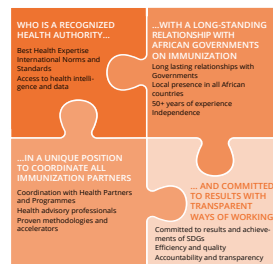 WHO IS A RECOGNIZED
HEALTH AUTHORITY...
Best Health Expertise
International Norms and
Standards
Access to health intelli-
gence and data
...WITH A LONG-STANDING
RELATIONSHIP WITH
AFRICAN GOVERNMENTS
ON IMMUNIZATION
Long lasting relationships with
Governments
Local presence in all African
countries
50+ years of experience
Independence
...IN A UNIQUE POSITION
TO COORDINATE ALL
IMMUNIZATION PARTNERS
Coordination with Health Partners
and Programmes
Health advisory professionals
Proven methodologies and
accelerators
... AND COMMITTED
TO RESULTS WITH
TRANSPARENT
WAYS OF WORKING
Committed to results and achieve-
ments of SDGs
Efficiency and quality
Accountability and transparency